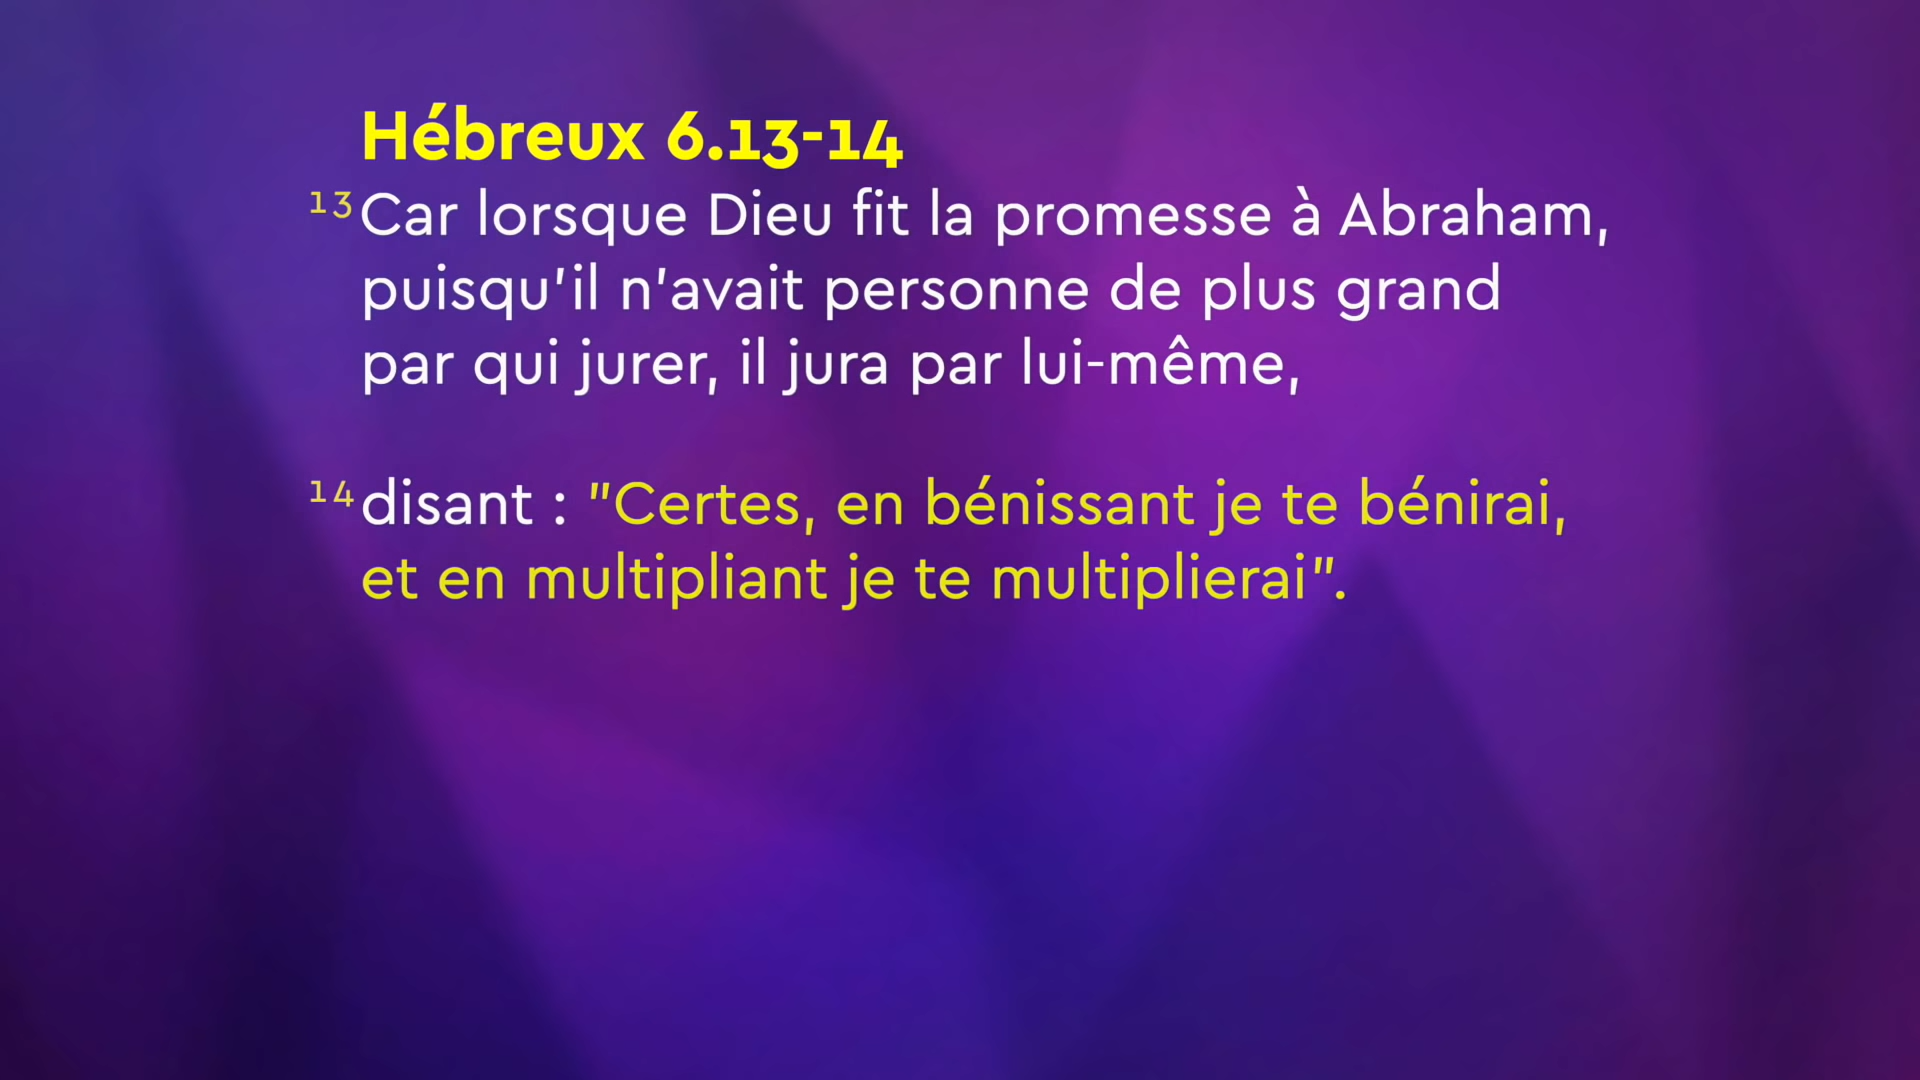 Hébreux 6.13-14
13 Car lorsque Dieu fit la promesse à Abraham,
puisqu'il n'avait personne de plus grand
par qui jurer, il jura par lui-même,
14 disant : "Certes, en bénissant je te bénirai,
et en multipliant je te multiplierai".